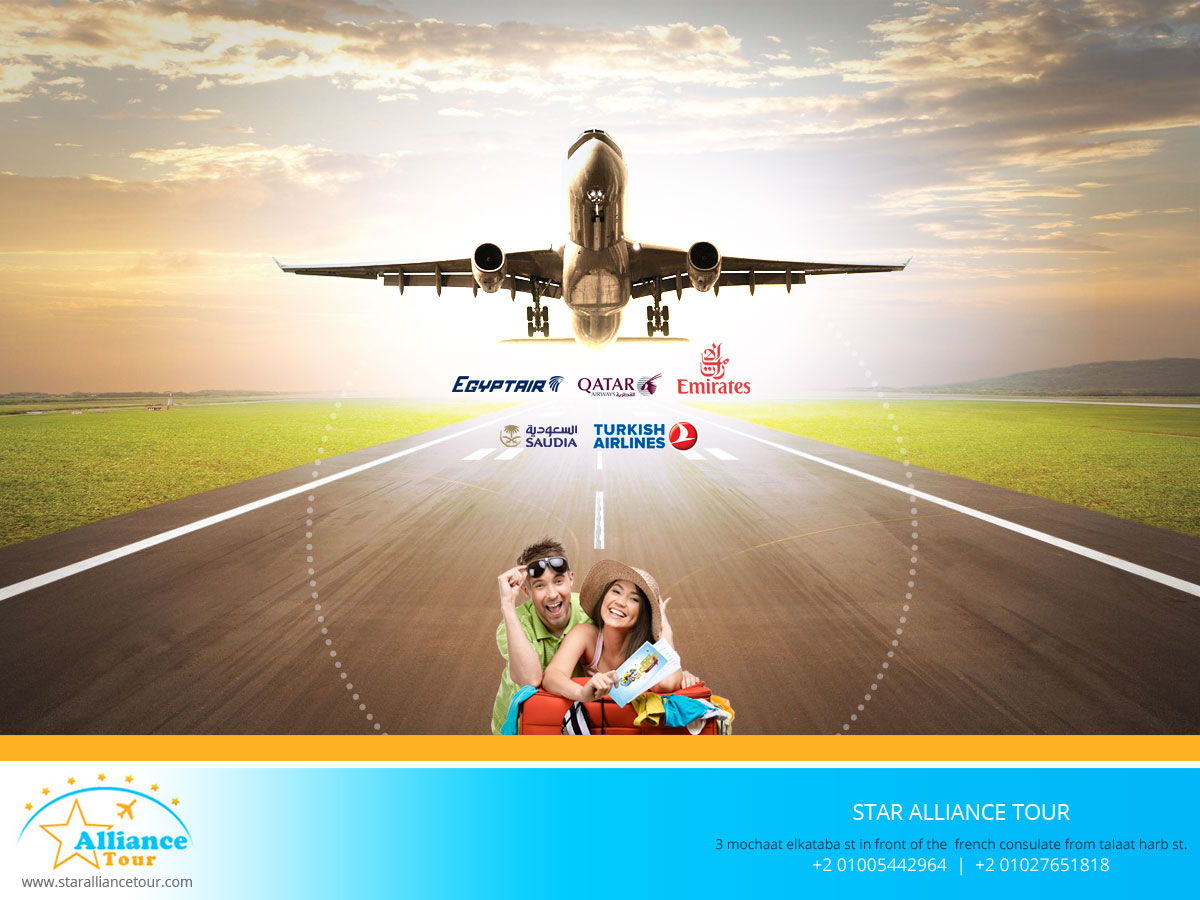 EGYPTAIR
QATAR
AIRWAYS القطرية
Emirates
السعودية
SAUDIA
TURKISH
AIRLINES
Alliance
Tour
www.staralliancetour.com
STAR ALLIANCE TOUR
3 mochaat elkataba st in front of the french consulate from talaat harb st.
+2 01005442964 | +2 01027651818